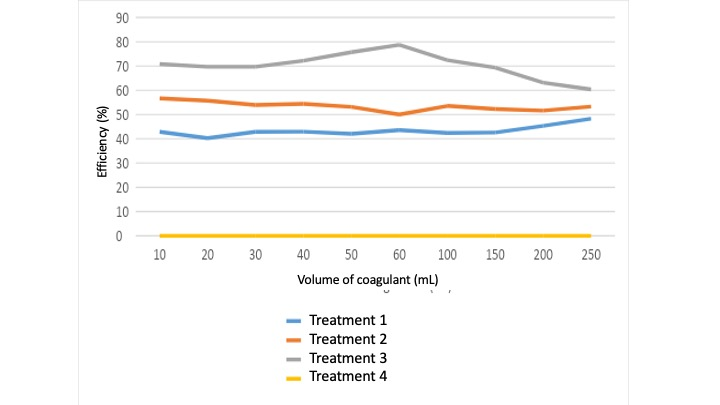 90
80
70
60
50
40
30
20
10
0
Efficiency (%)
10 20 30 40 50 60 100 150 200 250
Volume of coagulant (mL)
Treatment 1
Treatment 2
Treatment 3
Treatment 4